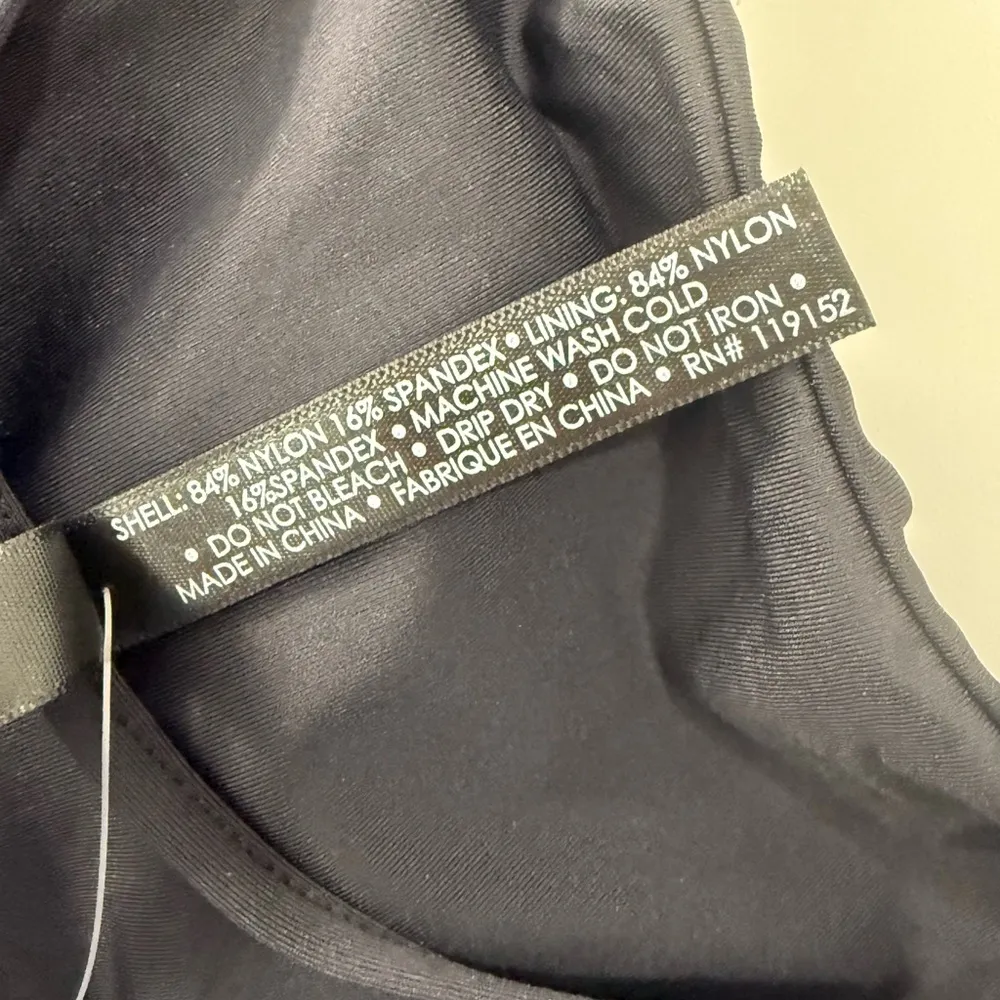 SHELL: 84% NYLON 16% SPANDEX • LINING: 84% NYLON
16%SPANDEX • MACHINE WASH COLD
• DO NOT BLEACH • DRIP DRY • DO NOT IRON •
MADE IN CHINA • FABRIQUE EN CHINA • RN# 119152